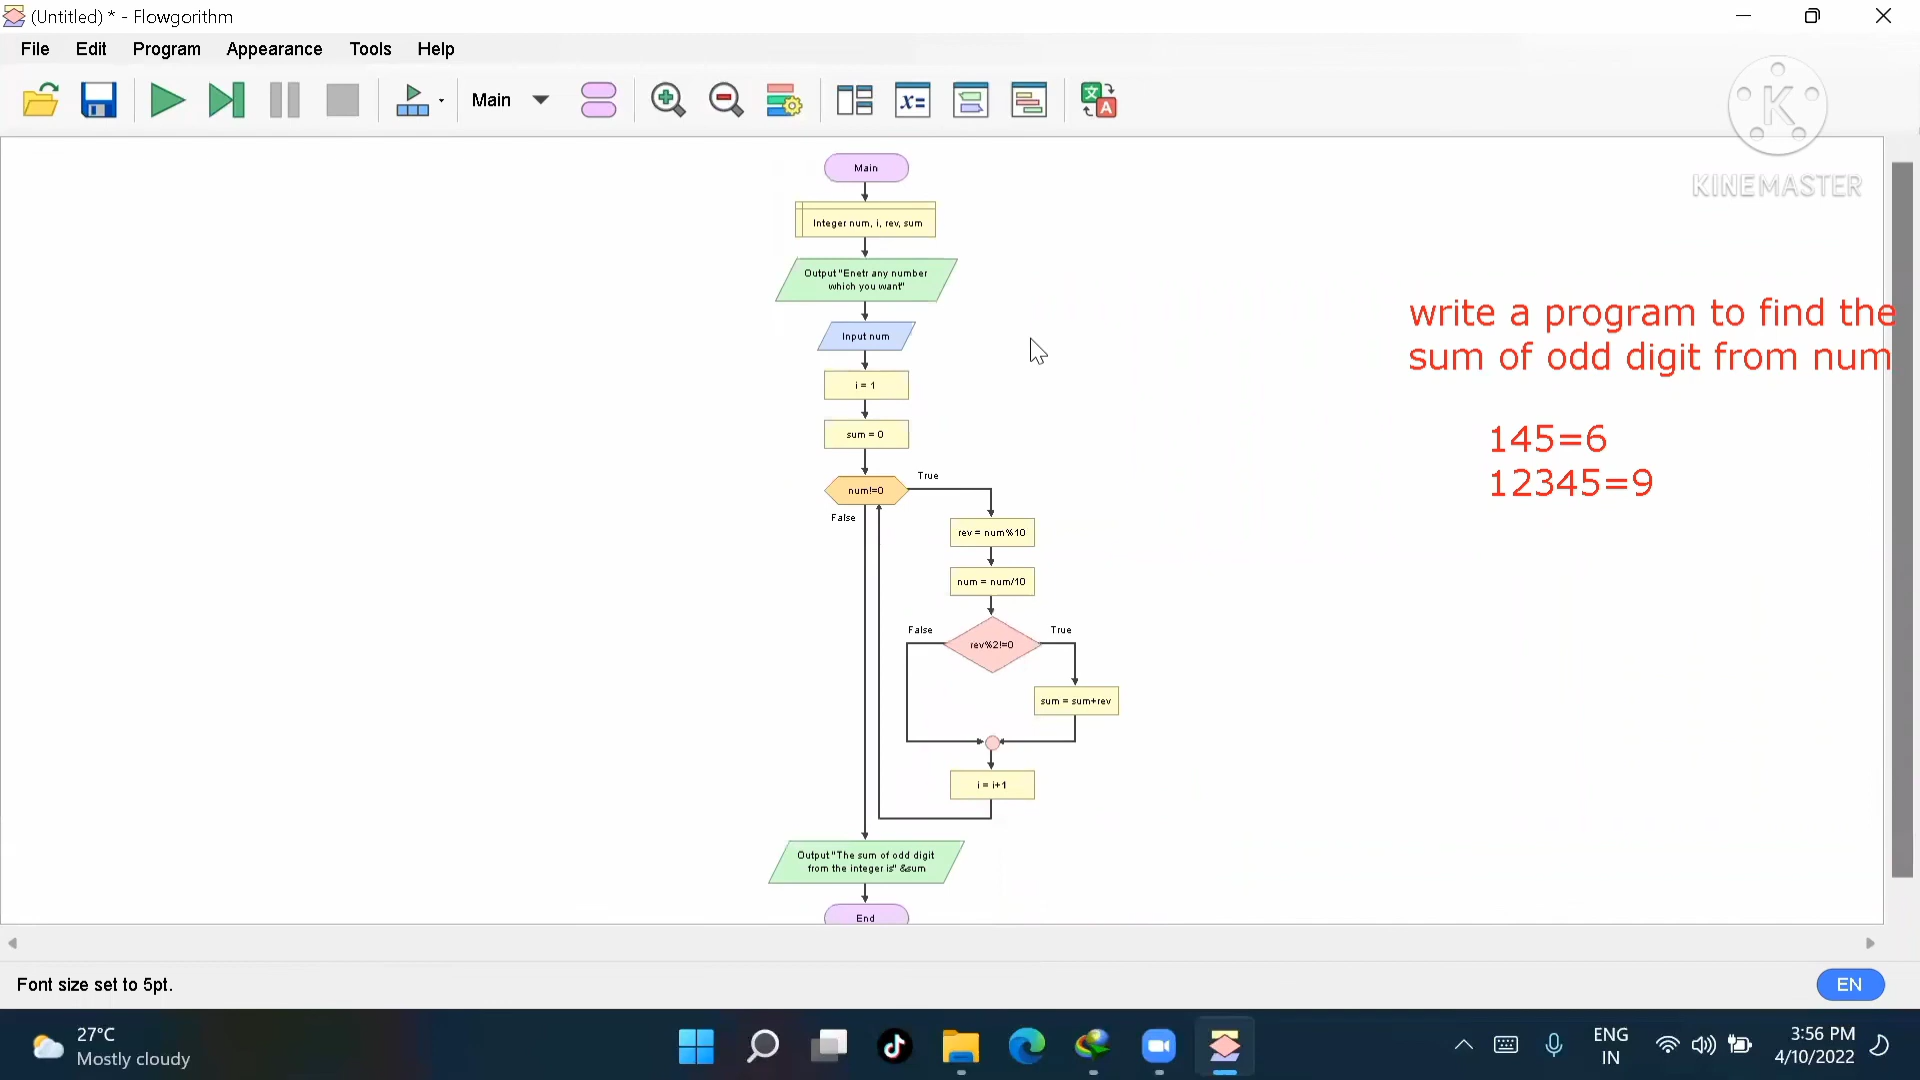 (Untitled) * - Flowgorithm
File Edit Program Appearance Tools Help
Main
x=
文 A
K
KINEMASTER
Main
Integer num, i, rev, sum
Output "Enetr any number
which you want"
Input num
i = 1
sum = 0
num!=0
True
False
rev = num%10
num = num/10
False
True
rev%2!=0
sum = sum+rev
i = i+1
Output "The sum of odd digit
from the integer is" &sum
End
write a program to find the
sum of odd digit from num
145=6
12345=9
Font size set to 5pt.
EN
27°C
Mostly cloudy
ENG
IN
3:56 PM
4/10/2022